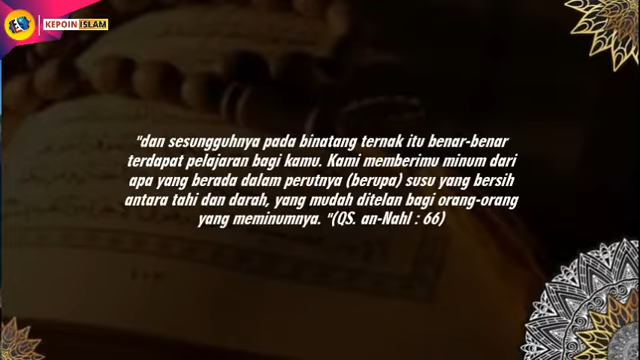 KEPOIN ISLAM
"dan sesungguhnya pada binatang ternak itu benar-benar
terdapat pelajaran bagi kamu. Kami memberimu minum dari
apa yang berada dalam perutnya (berupa) susu yang bersih
antara tahi dan darah, yang mudah ditelan bagi orang-orang
yang meminumnya. "(QS. an-Nahl : 66)